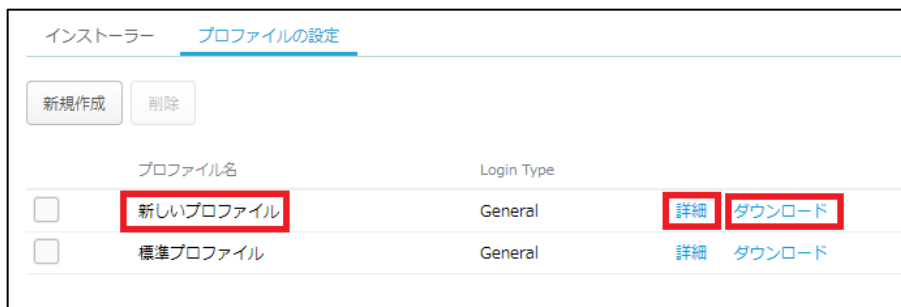 インストーラー プロファイルの設定
新規作成 削除
プロファイル名 Login Type
新しいプロファイル General 詳細 ダウンロード
標準プロファイル General 詳細 ダウンロード